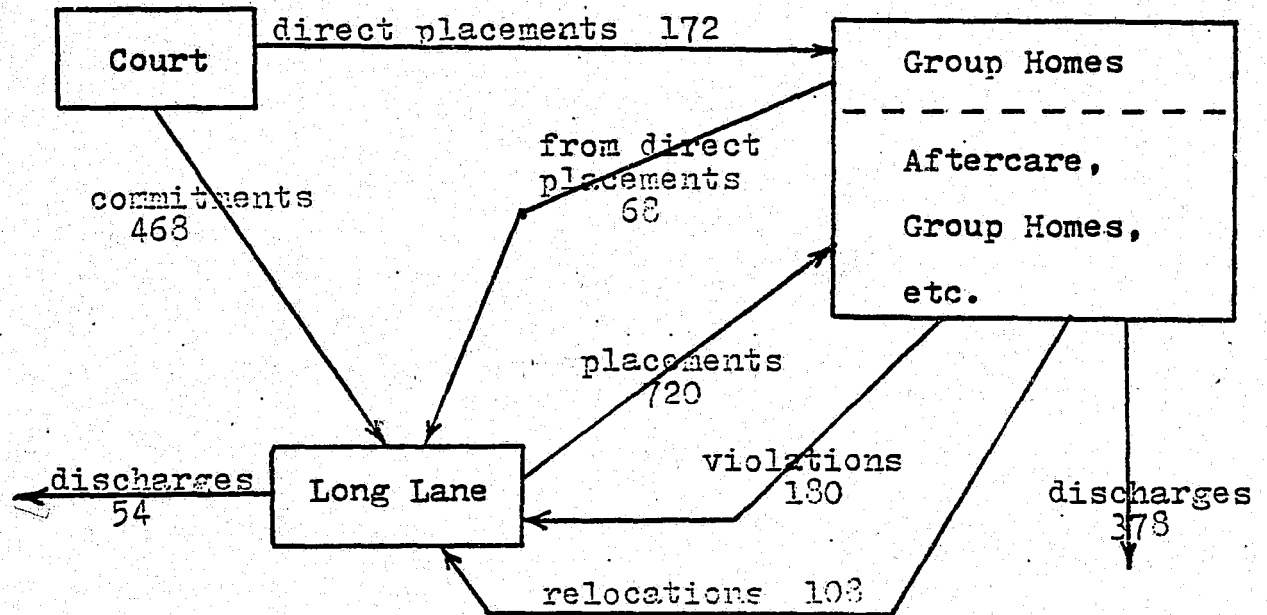 direct placements 172
Court
Group Homes
from direct
placements
68
Aftercare,
Group Homes,
etc.
commitments
468
placements
720
violations
180
discharges
54
Long Lane
discharges
378
relocations 108